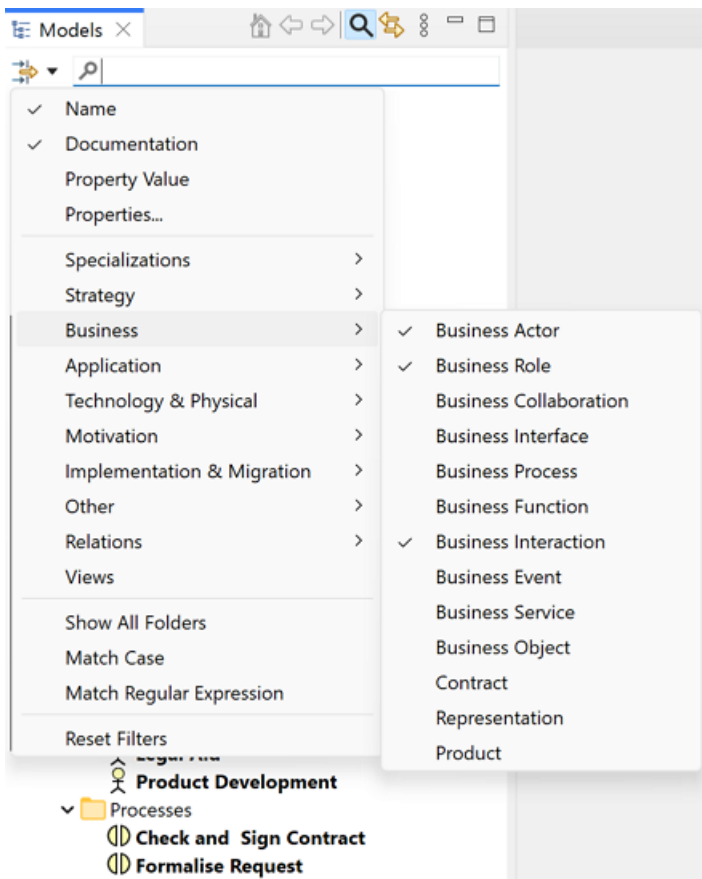 Models
Name
Documentation
Property Value
Properties...
Specializations
Strategy
Business
Application
Technology & Physical
Motivation
Implementation & Migration
Other
Relations
Views
Show All Folders
Match Case
Match Regular Expression
Reset Filters
Business Actor
Business Role
Business Collaboration
Business Interface
Business Process
Business Function
Business Interaction
Business Event
Business Service
Business Object
Contract
Representation
Product
Legal Aid
Product Development
Processes
Check and Sign Contract
Formalise Request